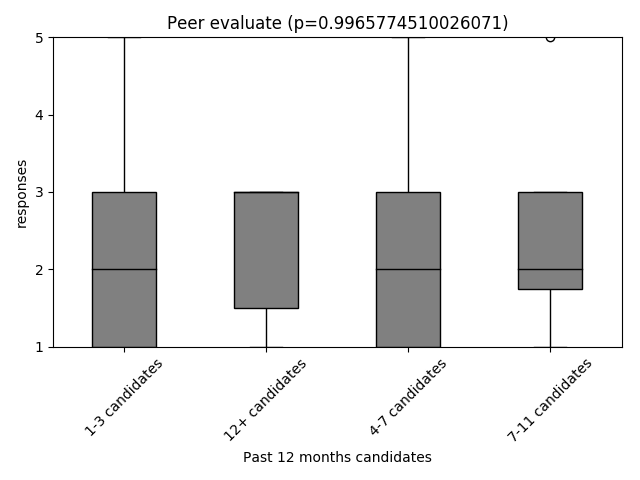 Peer evaluate (p=0.9965774510026071)
5
4
3
2
1
responses
1-3 candidates
12+ candidates
4-7 candidates
7-11 candidates
Past 12 months candidates